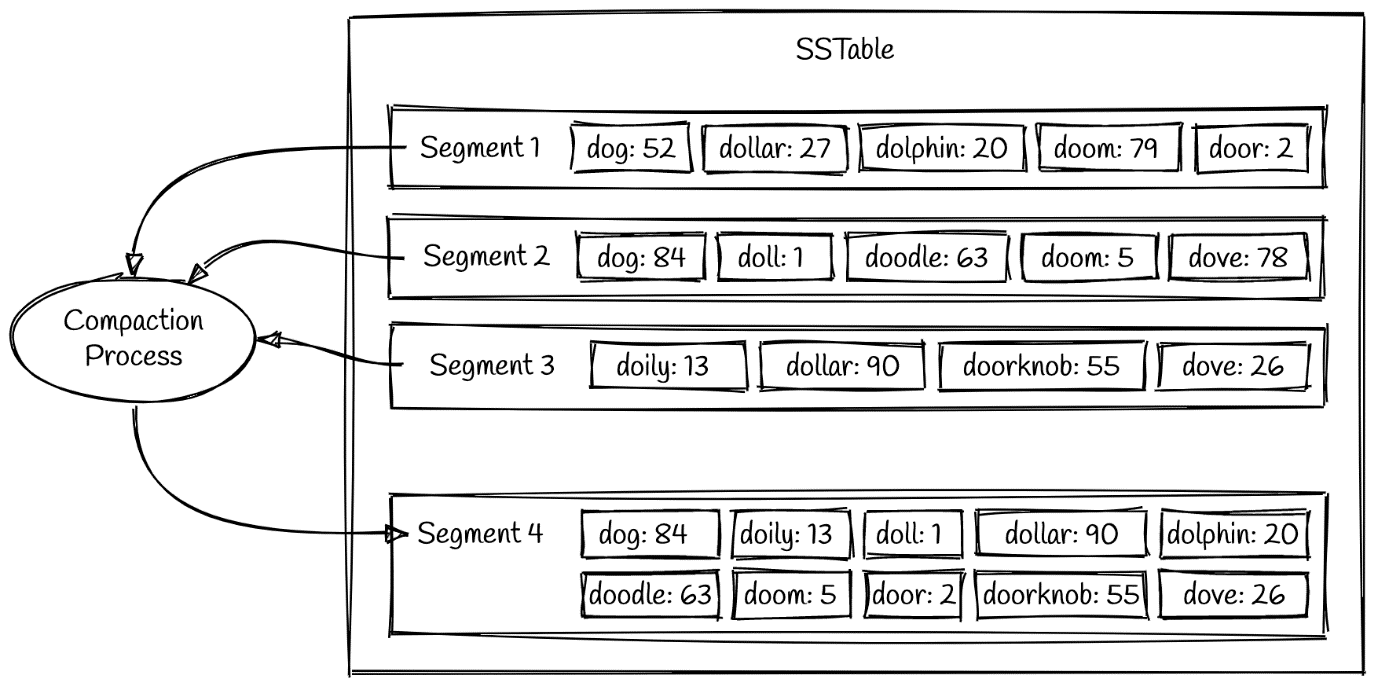 SSTable
Segment 1 dog: 52 dollar: 27 dolphin: 20 doom: 79 door: 2
Segment 2 dog: 84 doll: 1 doodle: 63 doom: 5 dove: 78
Compaction
Process
Segment 3 doily: 13 dollar: 90 doorknob: 55 dove: 26
Segment 4 dog: 84 doily: 13 doll: 1 dollar: 90 dolphin: 20
doodle: 63 doom: 5 door: 2 doorknob: 55 dove: 26